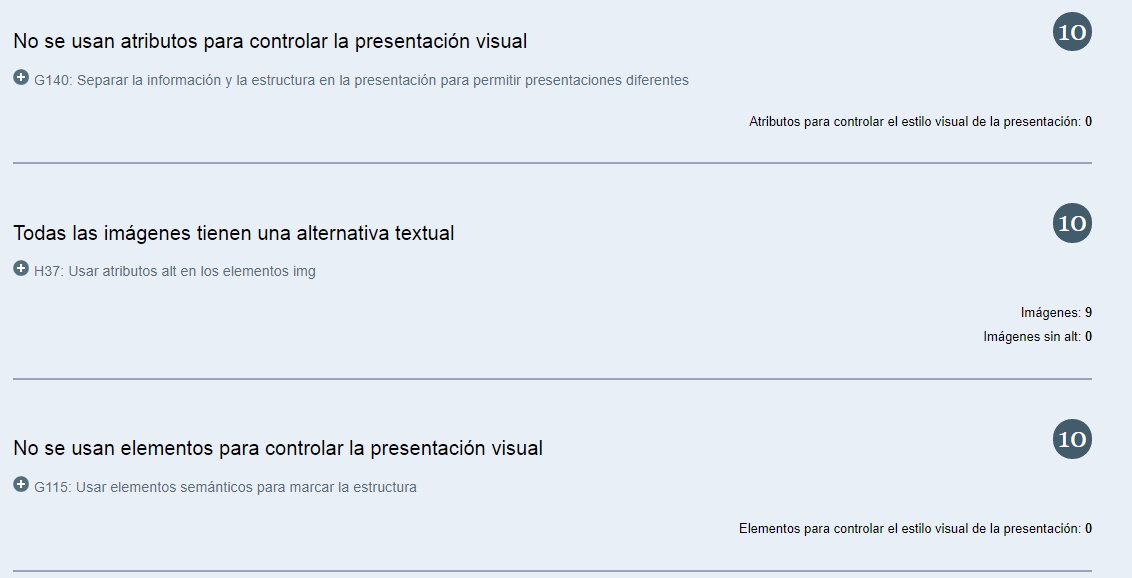 No se usan atributos para controlar la presentación visual
10
G140: Separar la información y la estructura en la presentación para permitir presentaciones diferentes
Atributos para controlar el estilo visual de la presentación: 0
Todas las imágenes tienen una alternativa textual
10
H37: Usar atributos alt en los elementos img
Imágenes: 9
Imágenes sin alt: 0
No se usan elementos para controlar la presentación visual
10
G115: Usar elementos semánticos para marcar la estructura
Elementos para controlar el estilo visual de la presentación: 0